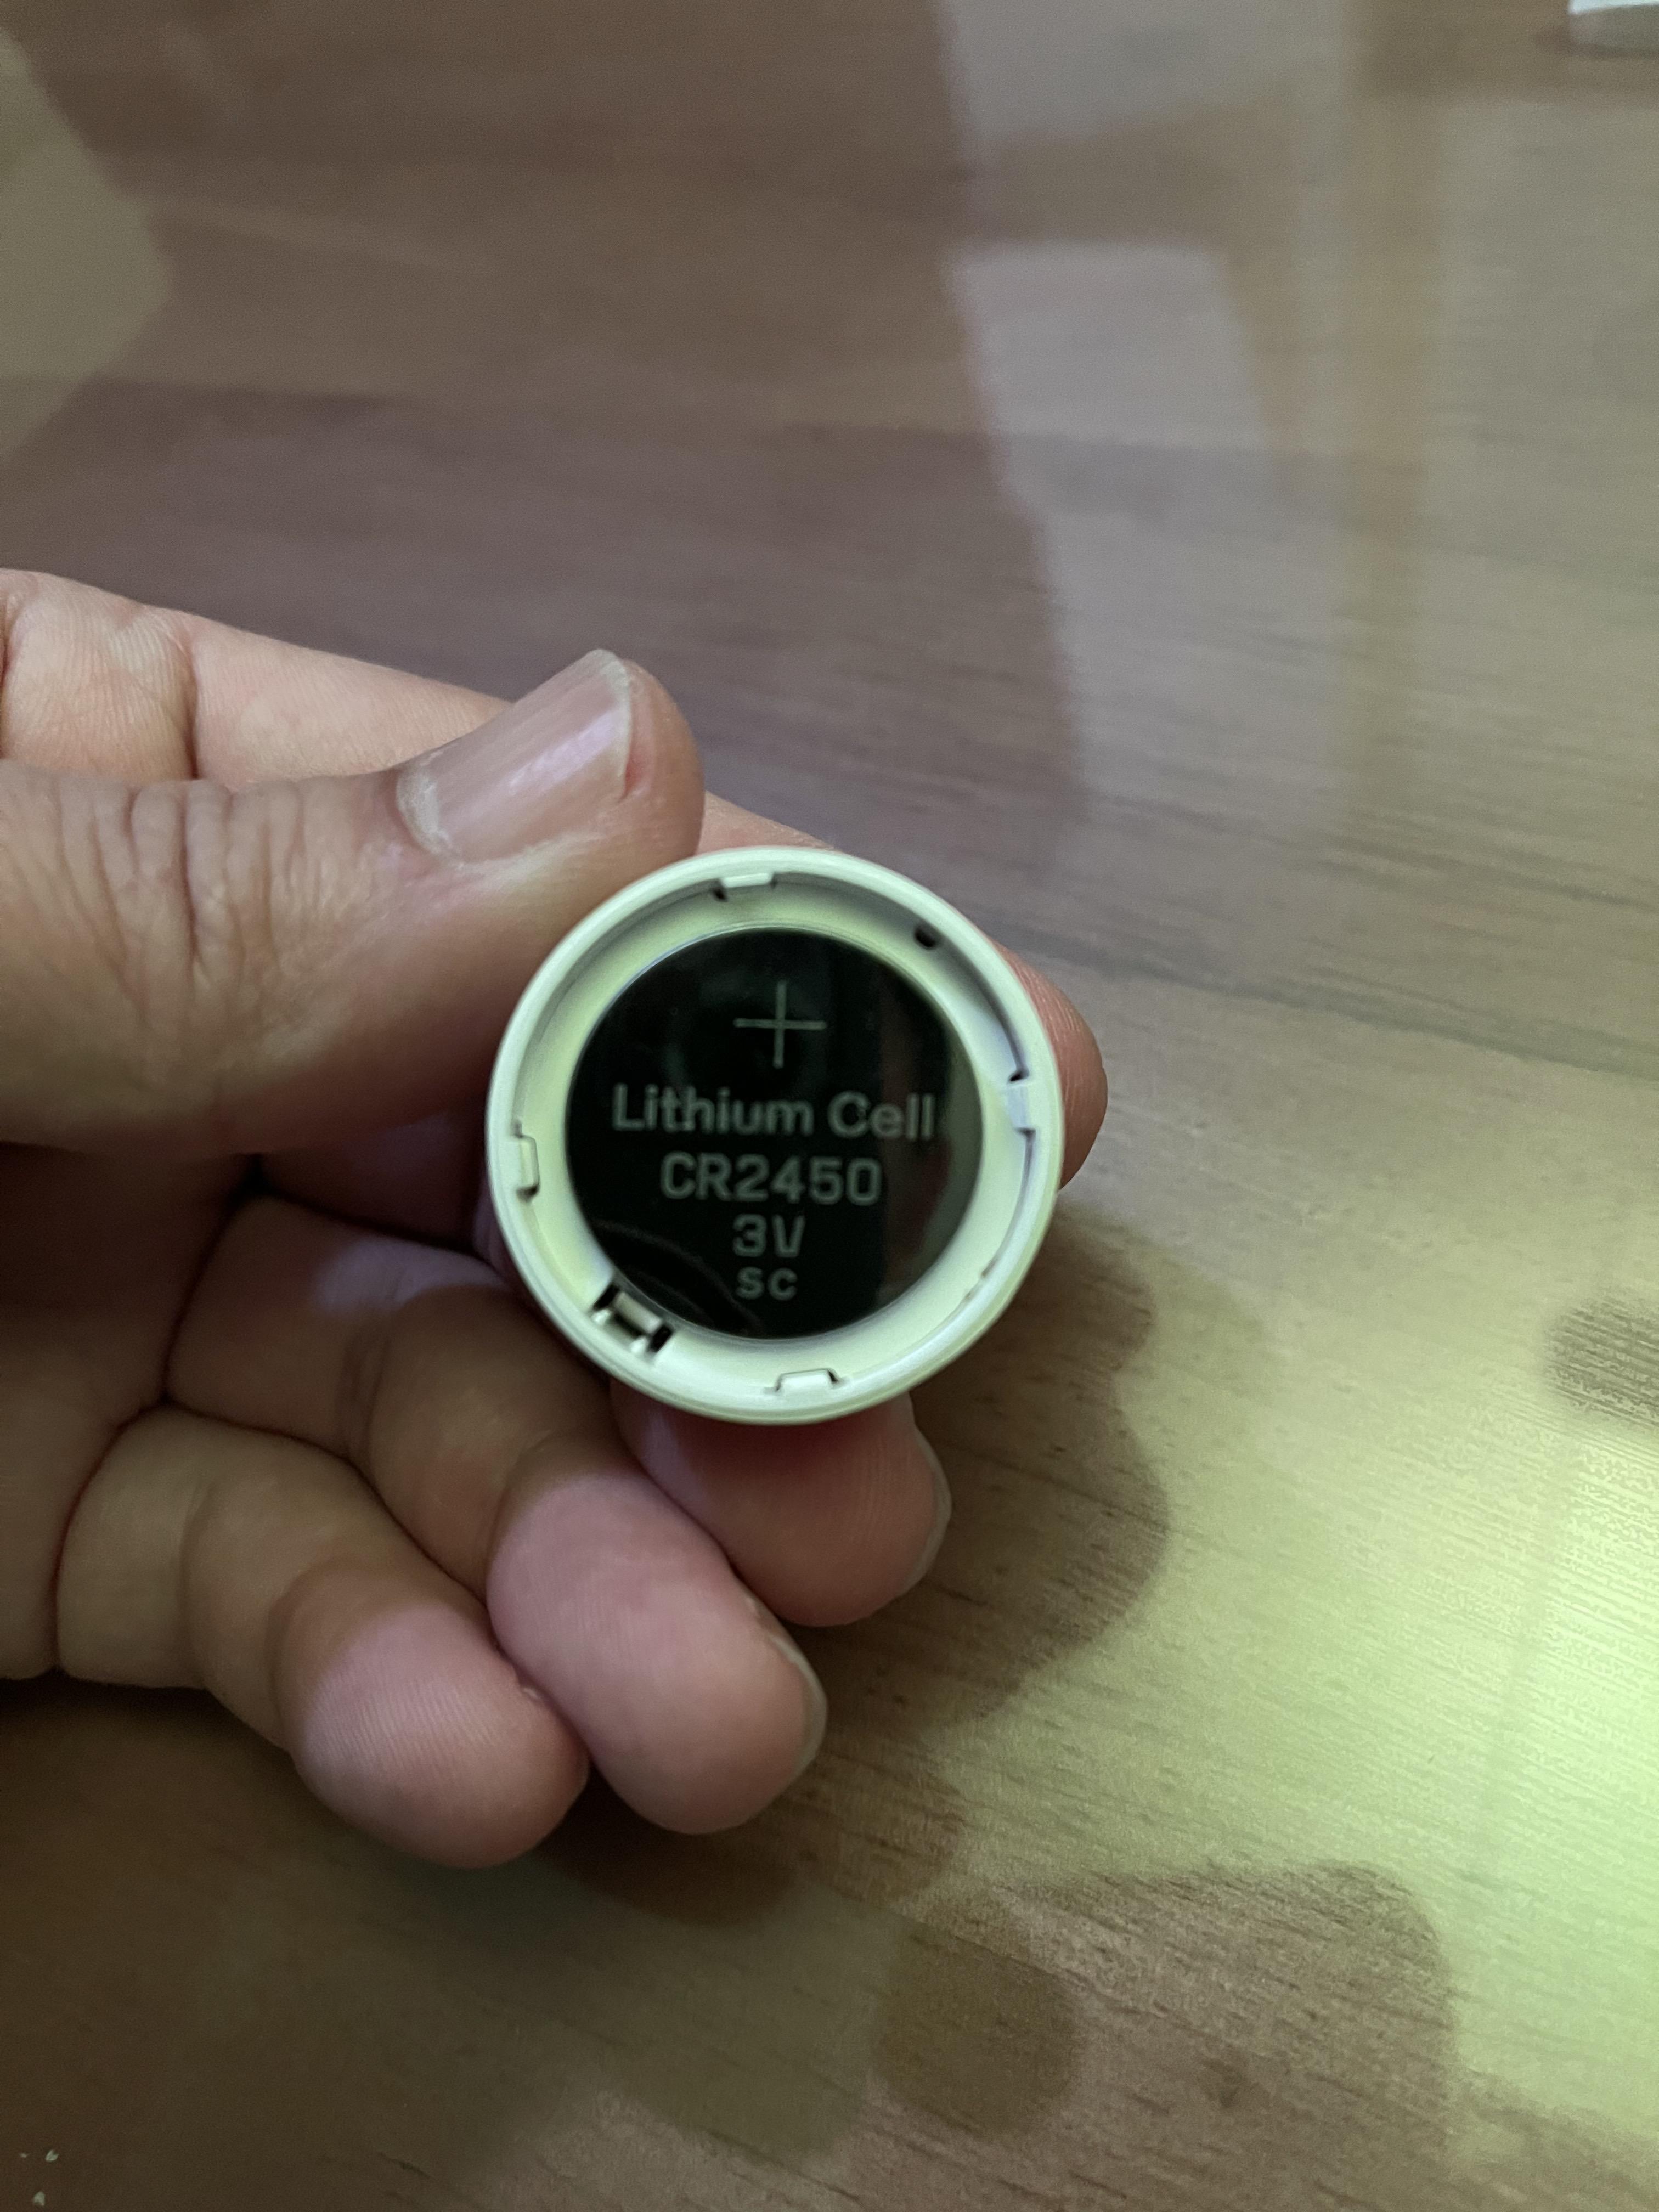 +
Lithium Cell
CR2450
3V
SC